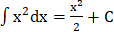 ∫ x²dx = x²/2 + C